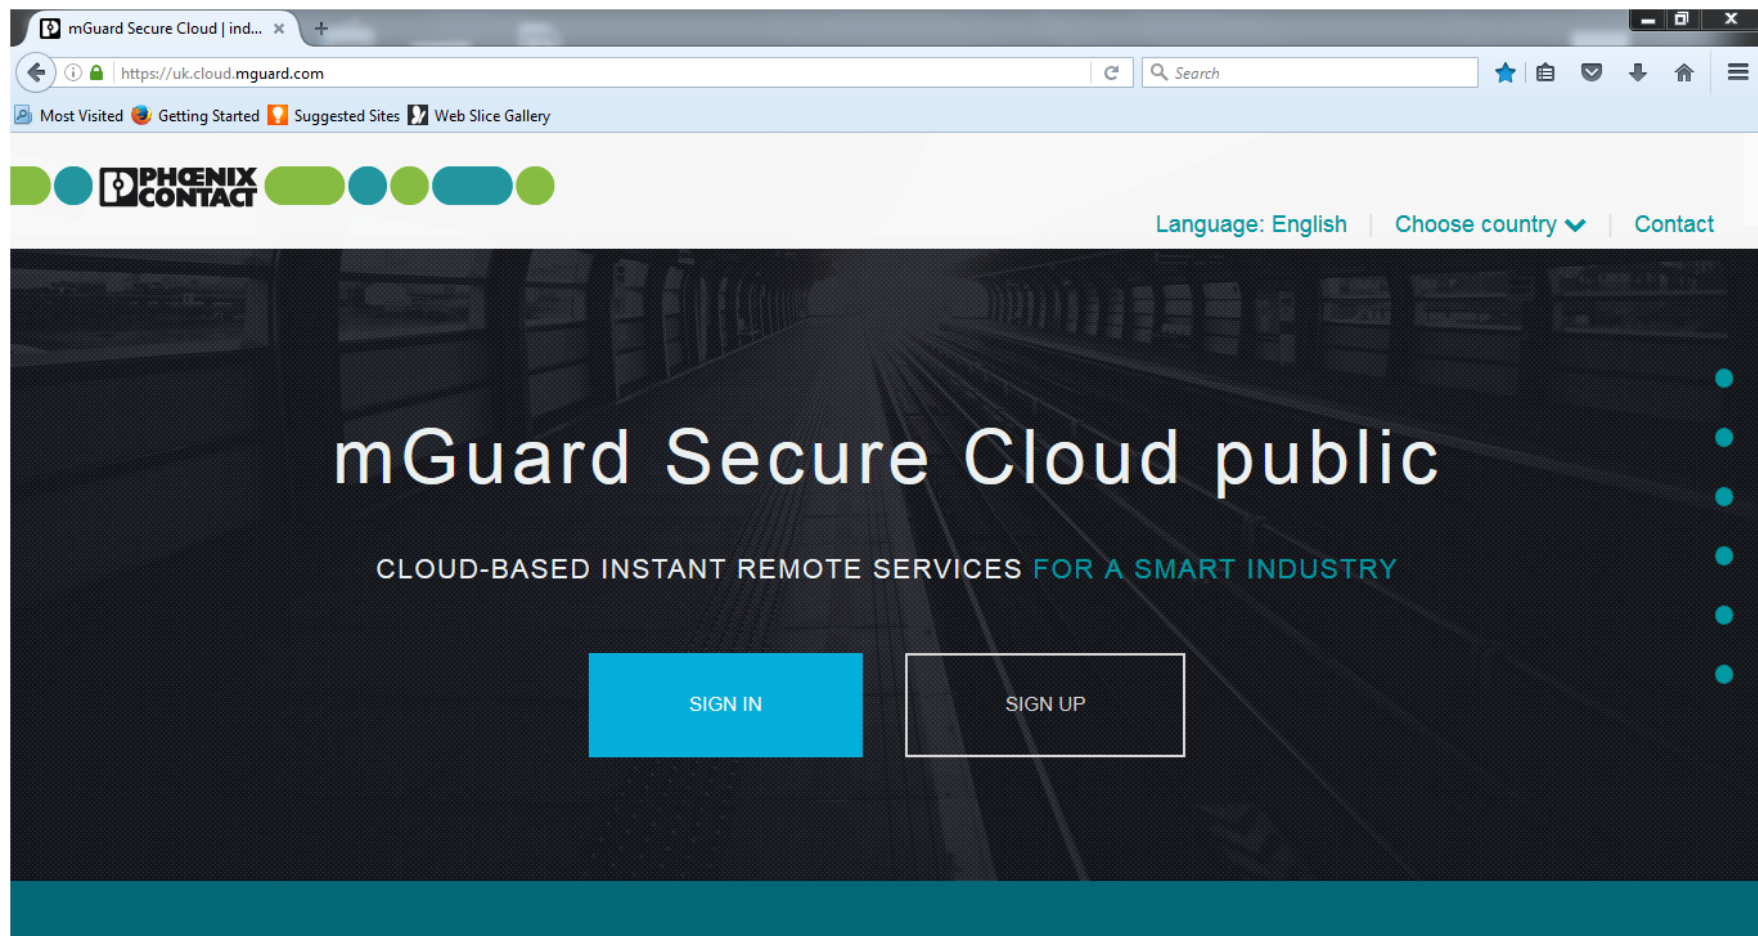 mGuard Secure Cloud | ind...
https://uk.cloud.mguard.com
Search
Most Visited Getting Started Suggested Sites Web Slice Gallery
PHŒNIX
CONTACT
Language: English Choose country Contact
mGuard Secure Cloud public
CLOUD-BASED INSTANT REMOTE SERVICES FOR A SMART INDUSTRY
SIGN IN SIGN UP